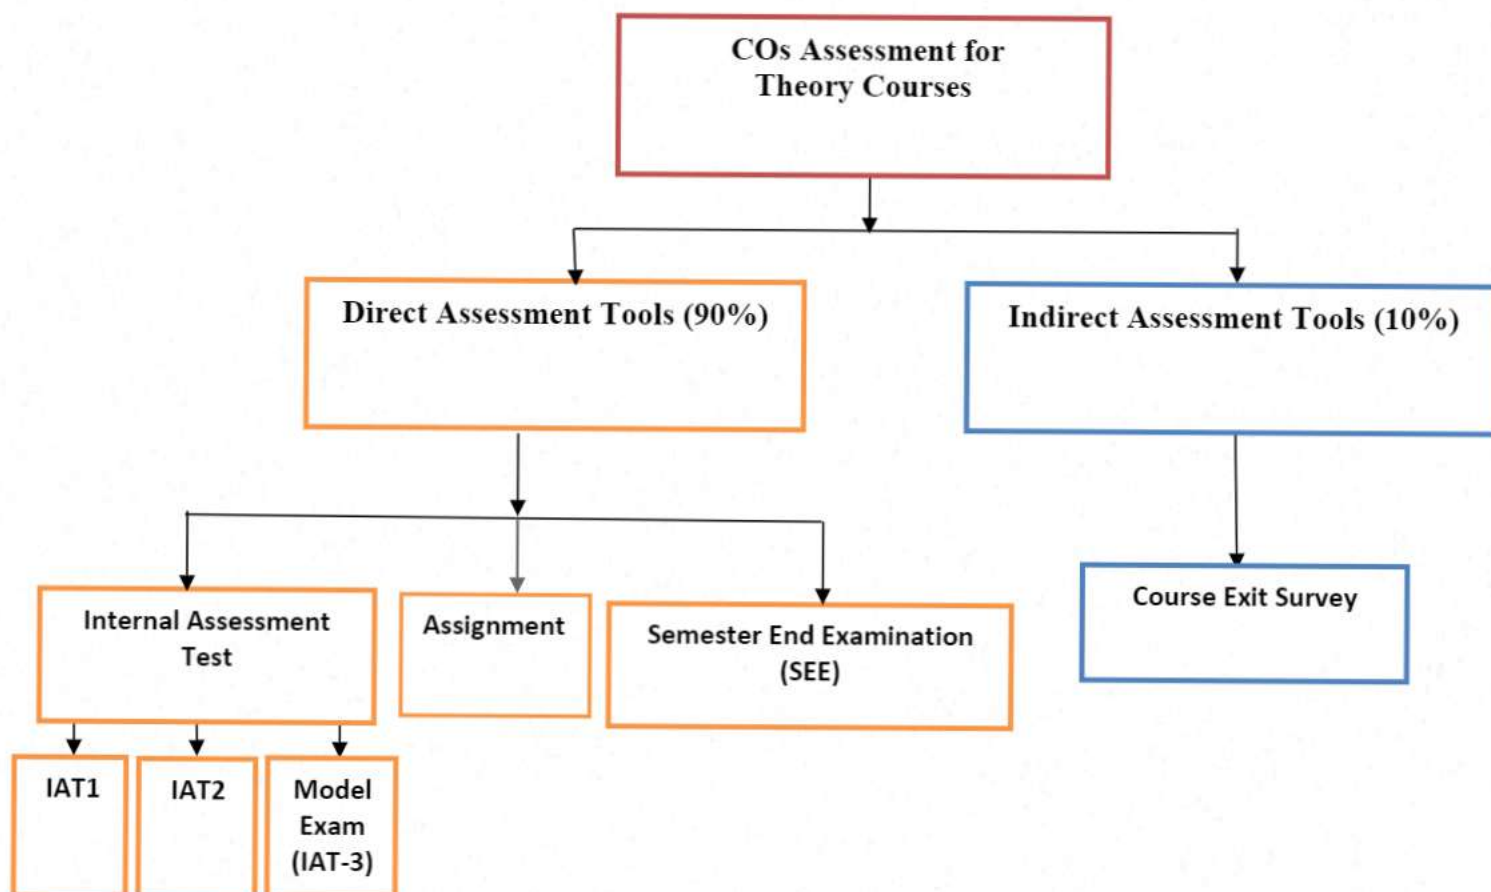 COs Assessment for
Theory Courses
Direct Assessment Tools (90%)
Indirect Assessment Tools (10%)
Internal Assessment
Test
Assignment
Semester End Examination
(SEE)
Course Exit Survey
IAT1
IAT2
Model
Exam
(IAT-3)